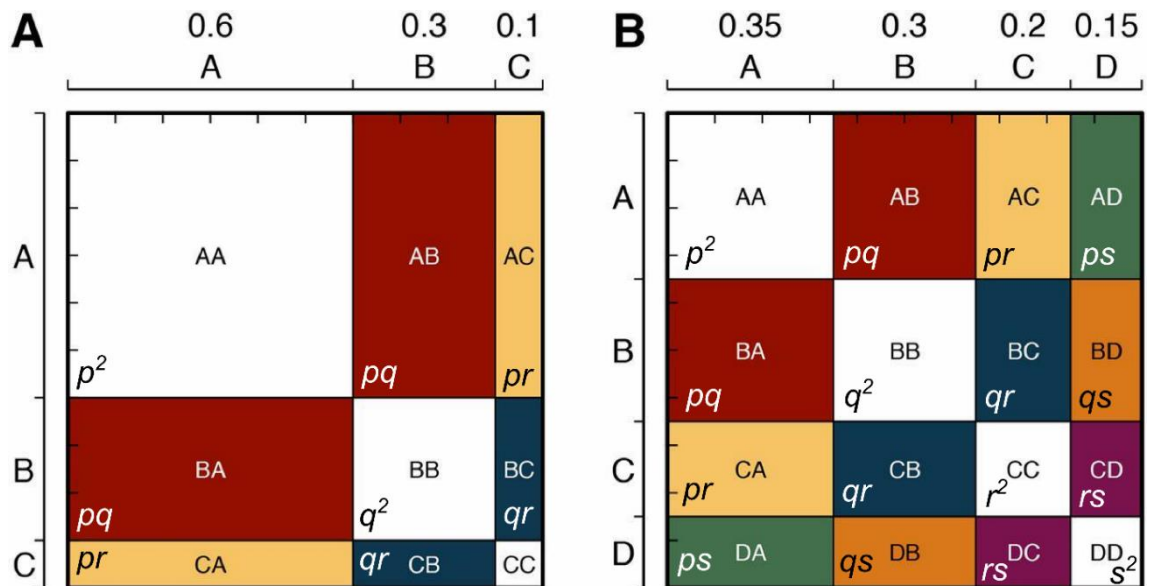 A
0.6 0.3 0.1
A B C
A
AA AB AC
p² pq pr
B
BA BB BC
pq q² qr
C
pr CA qr CB CC
B
0.35 0.3 0.2 0.15
A B C D
A
AA AB AC AD
p² pq pr ps
B
BA BB BC BD
pq q² qr qs
C
pr CA qr CB r² CC CD
rs
D
ps DA qs DB rs DC DD s²